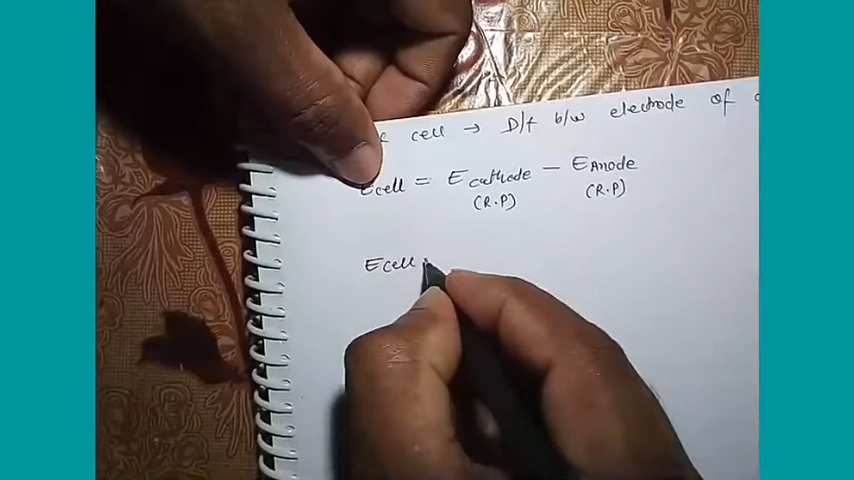 cell → D/f b/w electrode of
Ecell = Ecathode - EAnode
(R.P) (R.P)
Ecell